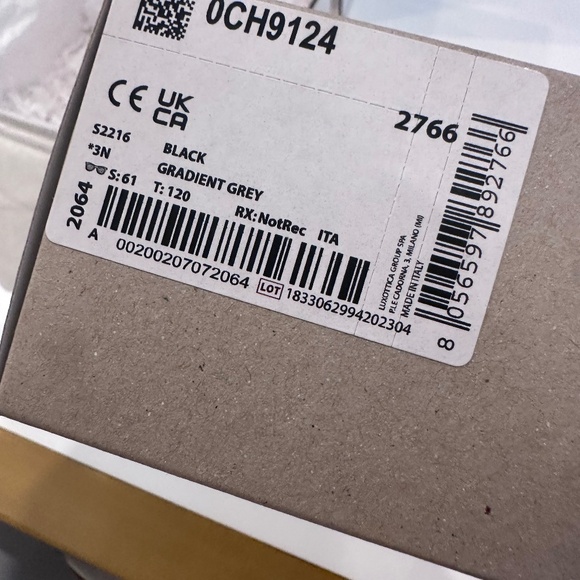 0CH9124
CE UK CA
2766
S2216 BLACK
*3N GRADIENT GREY
S:61 T:120 RX:NotRec ITA
2064
A 00200207072064 LOT 1833062994202304
LUXOTTICA GROUP SPA
P.LE CADORNA 3, MILANO (MI)
MADE IN ITALY
8 056597 892766